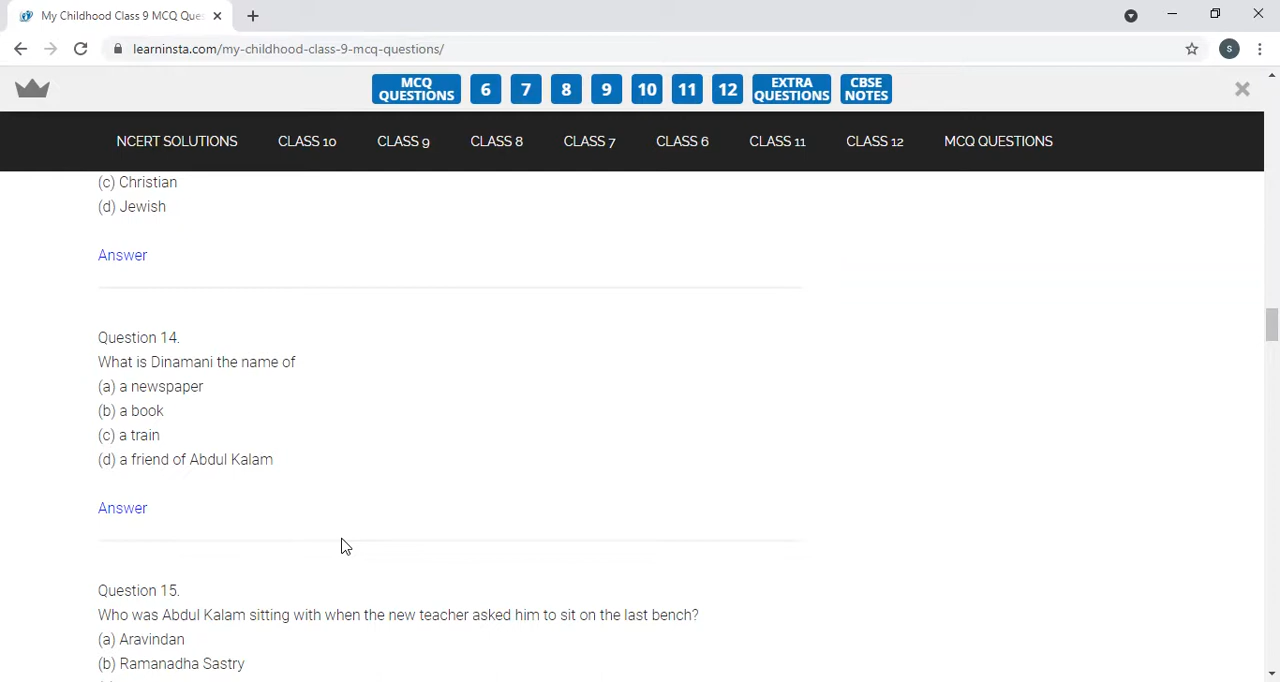 My Childhood Class 9 MCQ Que
learninsta.com/my-childhood-class-9-mcq-questions/
S
MCQ QUESTIONS
6
7
8
9
10
11
12
EXTRA QUESTIONS
CBSE NOTES
NCERT SOLUTIONS
CLASS 10
CLASS 9
CLASS 8
CLASS 7
CLASS 6
CLASS 11
CLASS 12
MCQ QUESTIONS
(c) Christian
(d) Jewish
Answer
Question 14.
What is Dinamani the name of
(a) a newspaper
(b) a book
(c) a train
(d) a friend of Abdul Kalam
Answer
Question 15.
Who was Abdul Kalam sitting with when the new teacher asked him to sit on the last bench?
(a) Aravindan
(b) Ramanadha Sastry